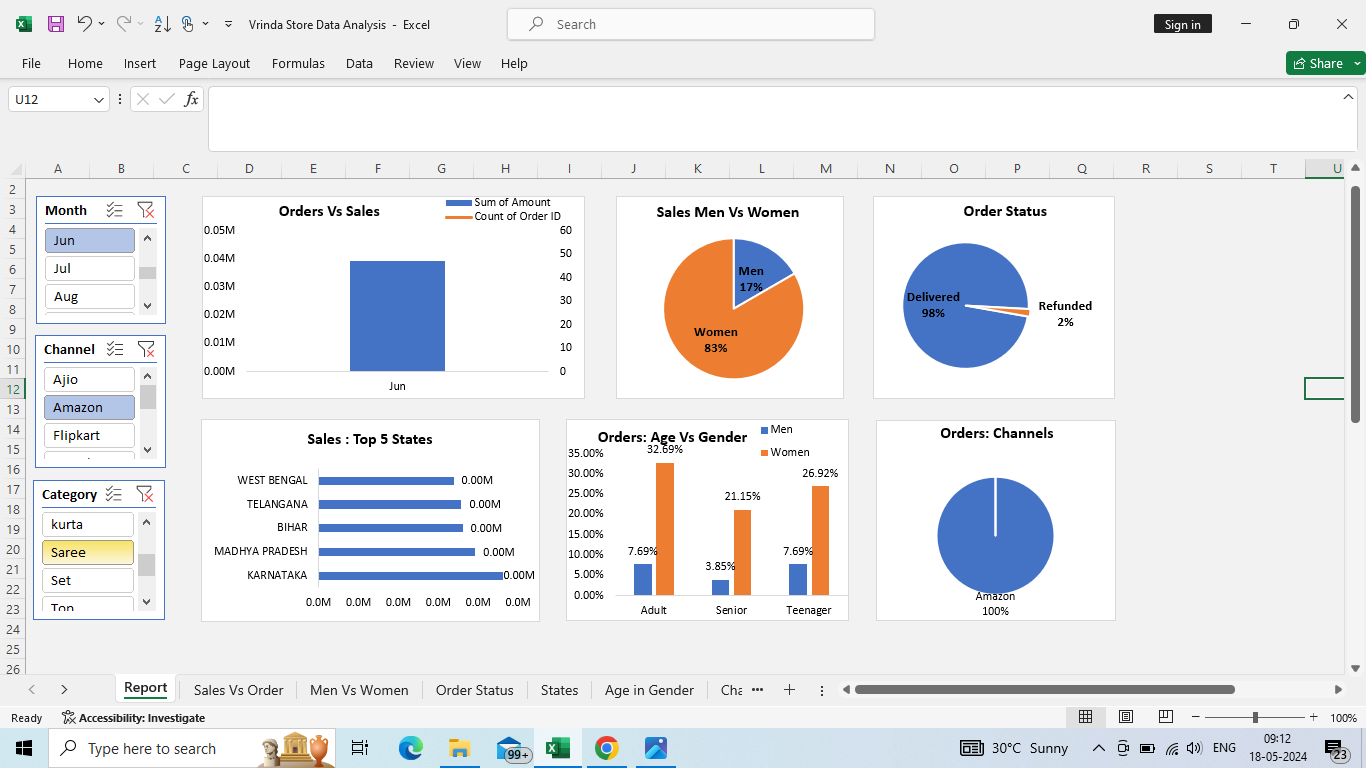 Vrinda Store Data Analysis - Excel
Search
Sign in
File Home Insert Page Layout Formulas Data Review View Help
Share
U12
fx
A B C D E F G H I J K L M N O P Q R S T U
2
3
4
5
6
7
8
9
10
11
12
13
14
15
16
17
18
19
20
21
22
23
24
25
26
Month
Jun
Jul
Aug
Channel
Ajio
Amazon
Flipkart
Category
kurta
Saree
Set
Top
Orders Vs Sales
Sum of Amount
Count of Order ID
0.05M
0.04M
0.03M
0.02M
0.01M
0.00M
60
50
40
30
20
10
0
Jun
Sales Men Vs Women
Men
17%
Women
83%
Order Status
Delivered
98%
Refunded
2%
Sales : Top 5 States
WEST BENGAL 0.00M
TELANGANA 0.00M
BIHAR 0.00M
MADHYA PRADESH 0.00M
KARNATAKA 0.00M
0.0M 0.0M 0.0M 0.0M 0.0M 0.0M
Orders: Age Vs Gender
Men
Women
35.00%
30.00%
25.00%
20.00%
15.00%
10.00%
5.00%
0.00%
7.69% 32.69%
3.85% 21.15%
7.69% 26.92%
Adult Senior Teenager
Orders: Channels
Amazon
100%
Report Sales Vs Order Men Vs Women Order Status States Age in Gender Cha
Ready Accessibility: Investigate
100%
Type here to search
99+
30°C Sunny
ENG
09:12
18-05-2024
23